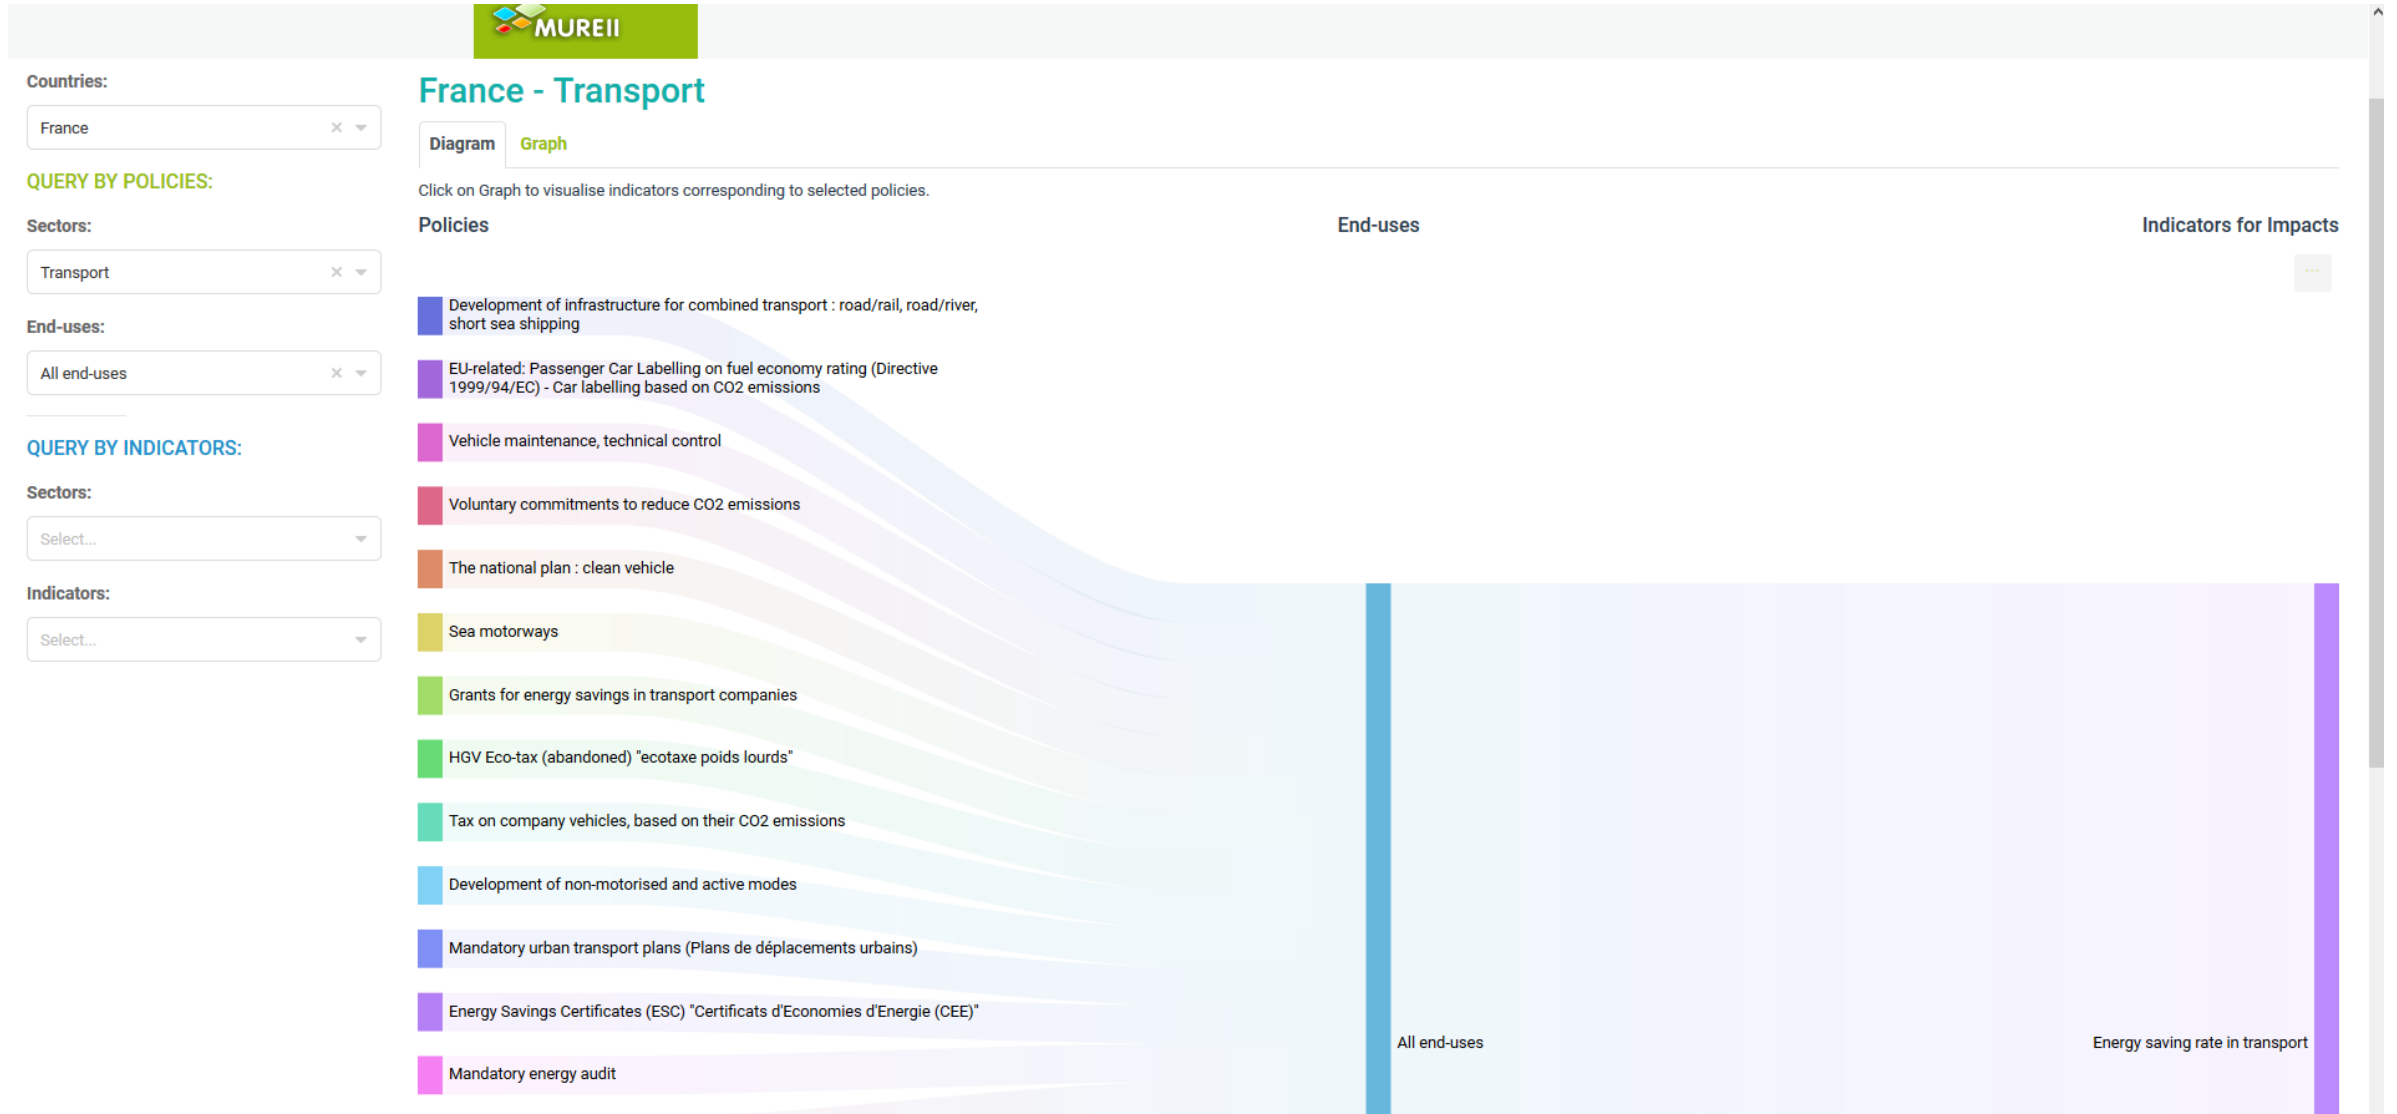 MUREII
Countries:
France
QUERY BY POLICIES:
Sectors:
Transport
End-uses:
All end-uses
QUERY BY INDICATORS:
Sectors:
Select...
Indicators:
Select...
France - Transport
Diagram Graph
Click on Graph to visualise indicators corresponding to selected policies.
Policies End-uses Indicators for Impacts
...
Development of infrastructure for combined transport : road/rail, road/river,
short sea shipping
EU-related: Passenger Car Labelling on fuel economy rating (Directive
1999/94/EC) - Car labelling based on CO2 emissions
Vehicle maintenance, technical control
Voluntary commitments to reduce CO2 emissions
The national plan : clean vehicle
Sea motorways
Grants for energy savings in transport companies
HGV Eco-tax (abandoned) "ecotaxe poids lourds"
Tax on company vehicles, based on their CO2 emissions
Development of non-motorised and active modes
Mandatory urban transport plans (Plans de déplacements urbains)
Energy Savings Certificates (ESC) "Certificats d'Economies d'Energie (CEE)"
Mandatory energy audit
All end-uses
Energy saving rate in transport